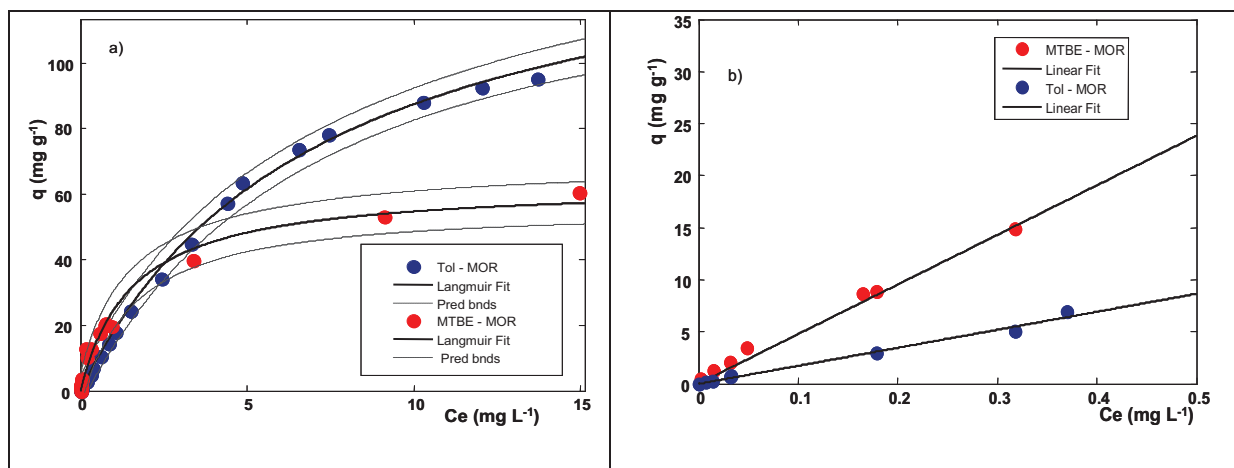 a)
q (mg g-1)
100
80
60
40
20
0
0
5
10
15
Ce (mg L-1)
Tol - MOR
Langmuir Fit
Pred bnds
MTBE - MOR
Langmuir Fit
Pred bnds
b)
q (mg g-1)
35
30
25
20
15
10
5
0
0
0.1
0.2
0.3
0.4
0.5
Ce (mg L-1)
MTBE - MOR
Linear Fit
Tol - MOR
Linear Fit